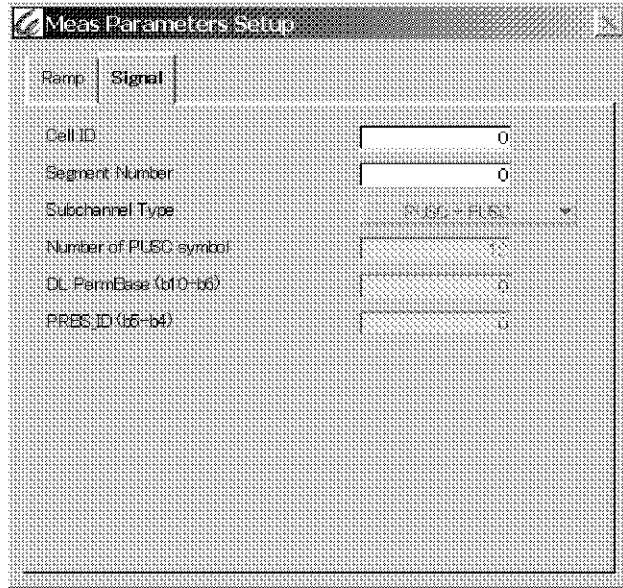 Meas Parameters Setup
Ramp
Signal
Cell ID 0
Segment Number 0
Subchannel Type
Number of PUSC symbol
DL PermBase (b10-b6) 0
PRBS_ID (b5-b4) 0